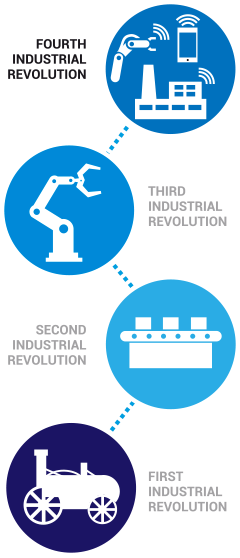 FOURTH
INDUSTRIAL
REVOLUTION
THIRD
INDUSTRIAL
REVOLUTION
SECOND
INDUSTRIAL
REVOLUTION
FIRST
INDUSTRIAL
REVOLUTION